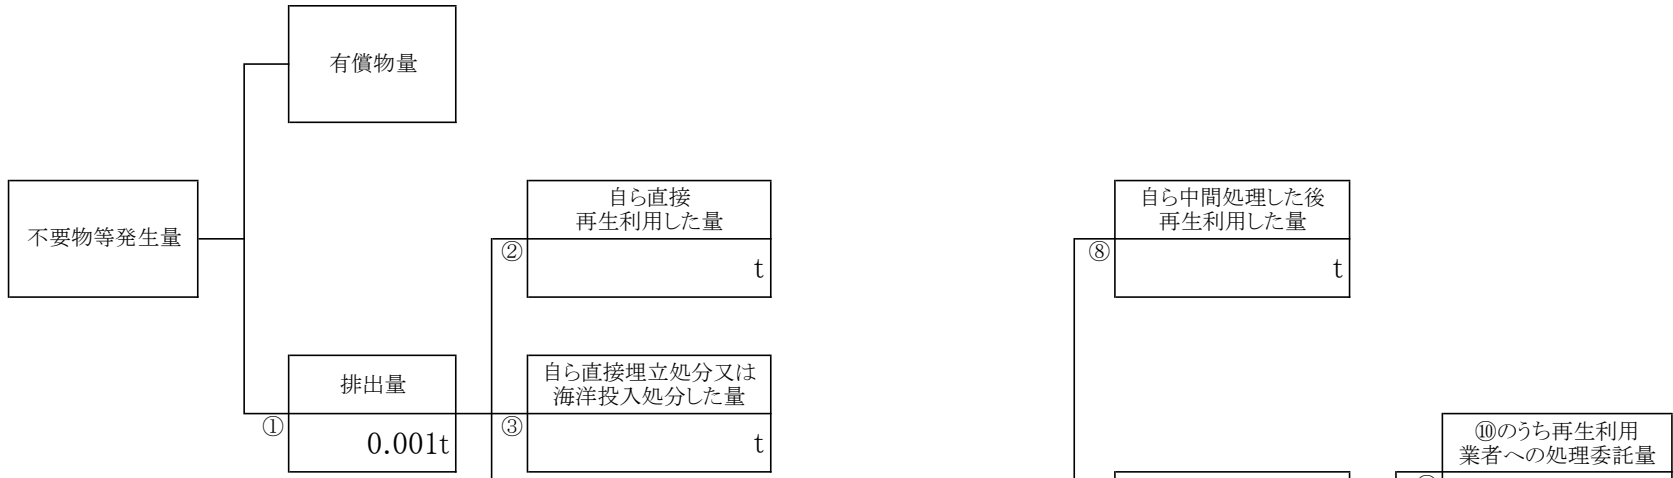 有償物量
不要物等発生量
自ら直接
再生利用した量
②
t
自ら中間処理した後
再生利用した量
⑧
t
排出量
①
0.001t
自ら直接埋立処分又は
海洋投入処分した量
③
t
⑩のうち再生利用
業者への処理委託量